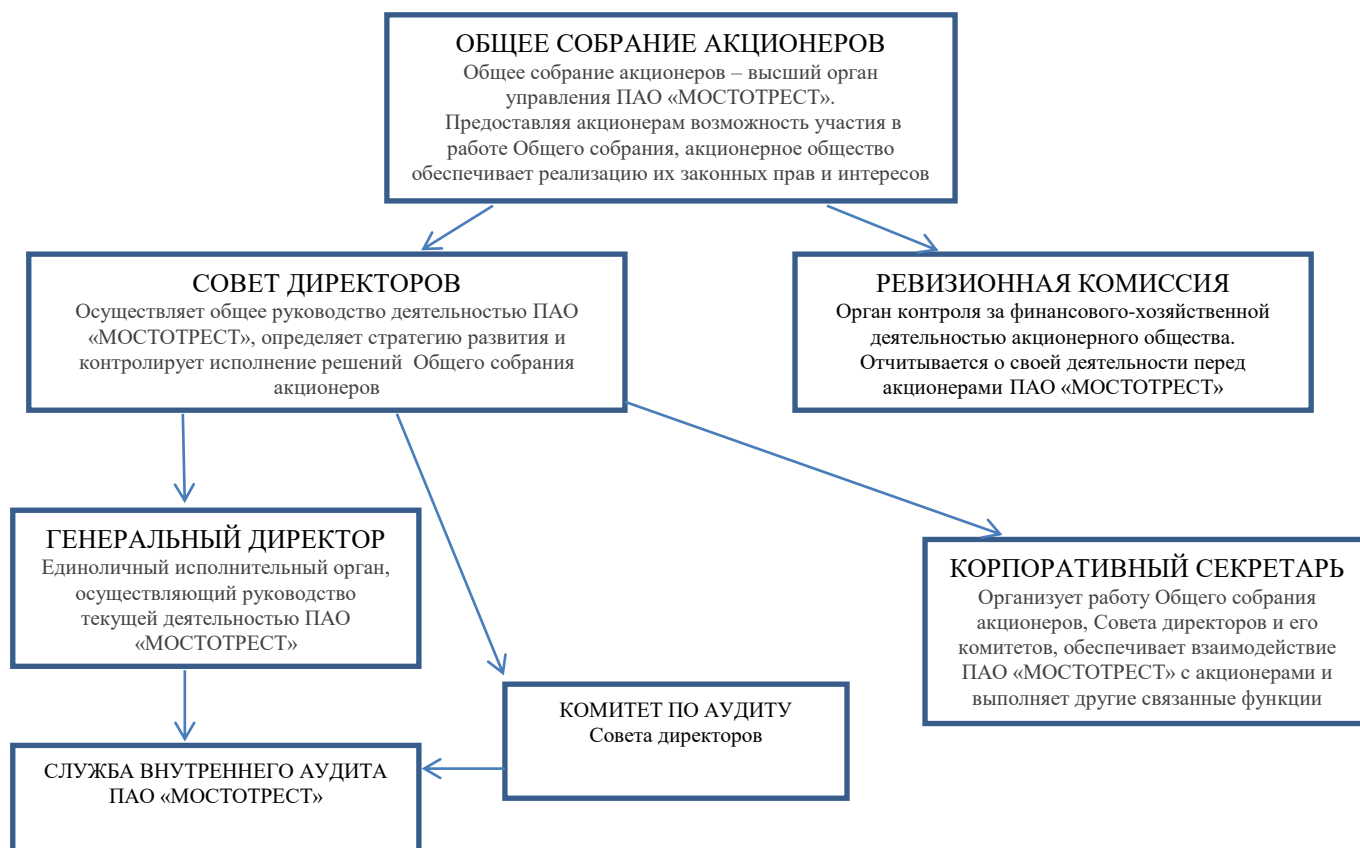 ОБЩЕЕ СОБРАНИЕ АКЦИОНЕРОВ
Общее собрание акционеров – высший орган
управления ПАО «МОСТОТРЕСТ».
Предоставляя акционерам возможность участия в
работе Общего собрания, акционерное общество
обеспечивает реализацию их законных прав и интересов
СОВЕТ ДИРЕКТОРОВ
Осуществляет общее руководство деятельностью ПАО
«МОСТОТРЕСТ», определяет стратегию развития и
контролирует исполнение решений Общего собрания
акционеров
РЕВИЗИОННАЯ КОМИССИЯ
Орган контроля за финансового-хозяйственной
деятельностью акционерного общества.
Отчитывается о своей деятельности перед
акционерами ПАО «МОСТОТРЕСТ»
ГЕНЕРАЛЬНЫЙ ДИРЕКТОР
Единоличный исполнительный орган,
осуществляющий руководство
текущей деятельностью ПАО
«МОСТОТРЕСТ»
КОРПОРАТИВНЫЙ СЕКРЕТАРЬ
Организует работу Общего собрания
акционеров, Совета директоров и его
комитетов, обеспечивает взаимодействие
ПАО «МОСТОТРЕСТ» с акционерами и
выполняет другие связанные функции
КОМИТЕТ ПО АУДИТУ
Совета директоров
СЛУЖБА ВНУТРЕННЕГО АУДИТА
ПАО «МОСТОТРЕСТ»